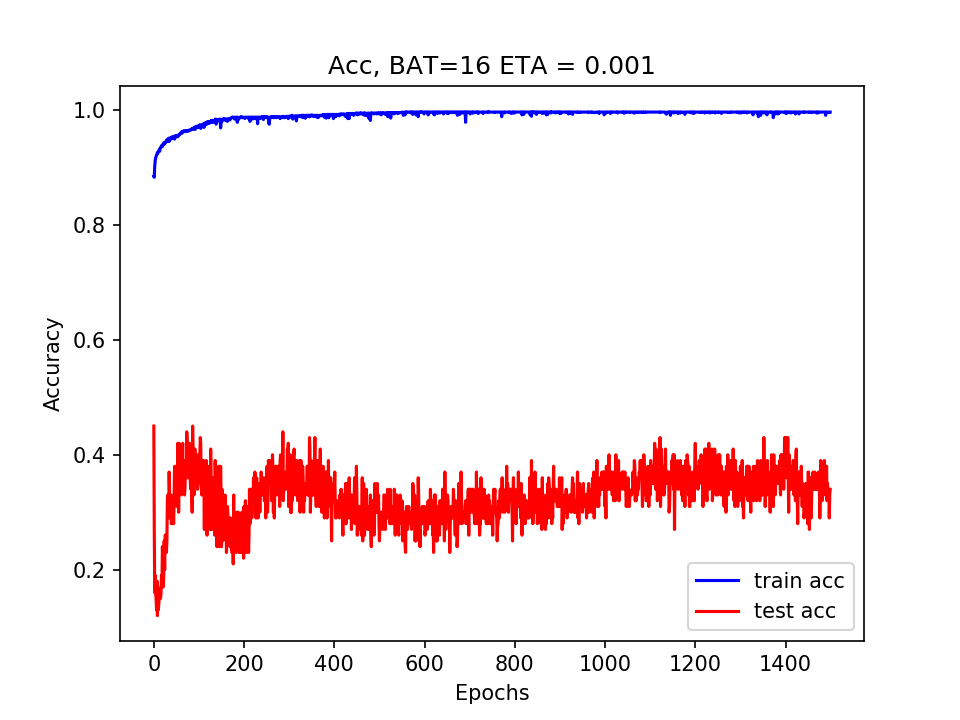 Acc, BAT=16 ETA = 0.001
1.0
0.8
0.6
0.4
0.2
Accuracy
train acc
test acc
0 200 400 600 800 1000 1200 1400
Epochs